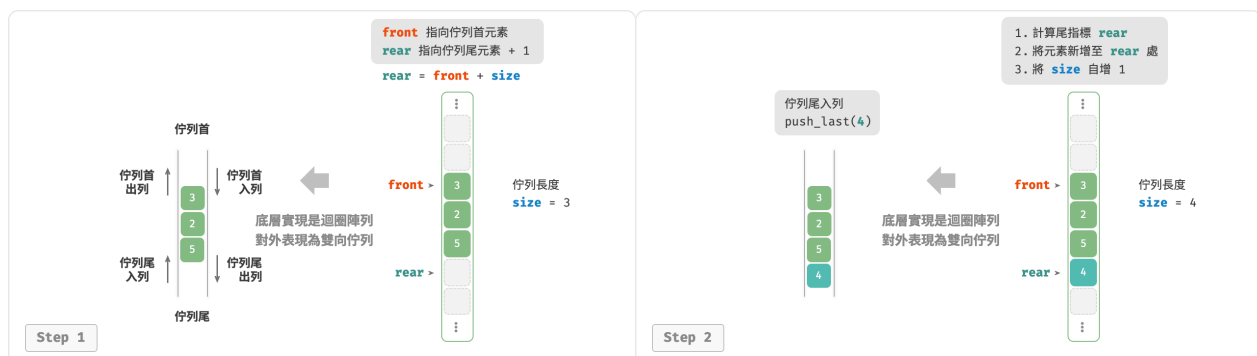 front 指向佇列首元素
rear 指向佇列尾元素 + 1
rear = front + size
⋮
佇列首
佇列首
出列
佇列首
入列
3
2
5
底層實現是迴圈陣列
對外表現為雙向佇列
front
3
2
5
佇列長度
size = 3
佇列尾
入列
佇列尾
出列
rear
佇列尾
⋮
Step 1
1. 計算尾指標 rear
2. 將元素新增至 rear 處
3. 將 size 自增 1
佇列尾入列
push_last(4)
⋮
3
2
5
4
底層實現是迴圈陣列
對外表現為雙向佇列
front
3
2
5
rear
4
佇列長度
size = 4
⋮
Step 2